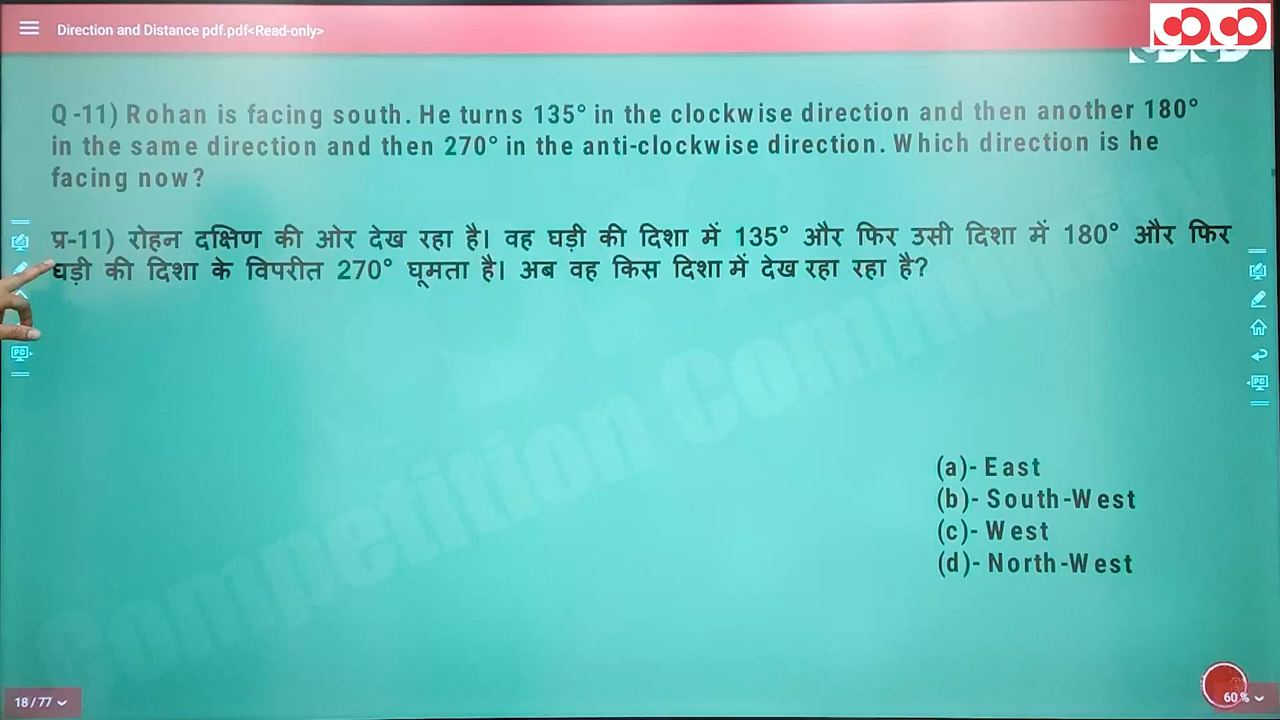 Direction and Distance pdf.pdf<Read-only>
Q-11) Rohan is facing south. He turns 135° in the clockwise direction and then another 180°
in the same direction and then 270° in the anti-clockwise direction. Which direction is he
facing now?
प्र-11) रोहन दक्षिण की ओर देख रहा है। वह घड़ी की दिशा में 135° और फिर उसी दिशा में 180° और फिर
घड़ी की दिशा के विपरीत 270° घूमता है। अब वह किस दिशा में देख रहा रहा है?
(a)- East
(b)- South-West
(c)- West
(d)- North-West
Competition Community
18/77
60%